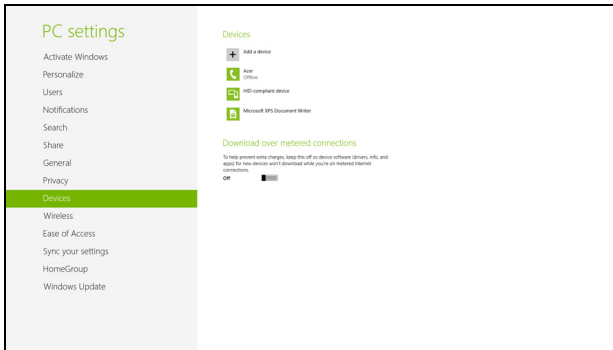 PC settings
Activate Windows
Personalize
Users
Notifications
Search
Share
General
Privacy
Devices
Wireless
Ease of Access
Sync your settings
HomeGroup
Windows Update
Devices
Add a device
Acer
Offline
HID-compliant device
Microsoft XPS Document Writer
Download over metered connections
To help prevent extra charges, keep this off so device software (drivers, info, and
apps) for new devices won't download while you're on metered Internet
connections.
Off